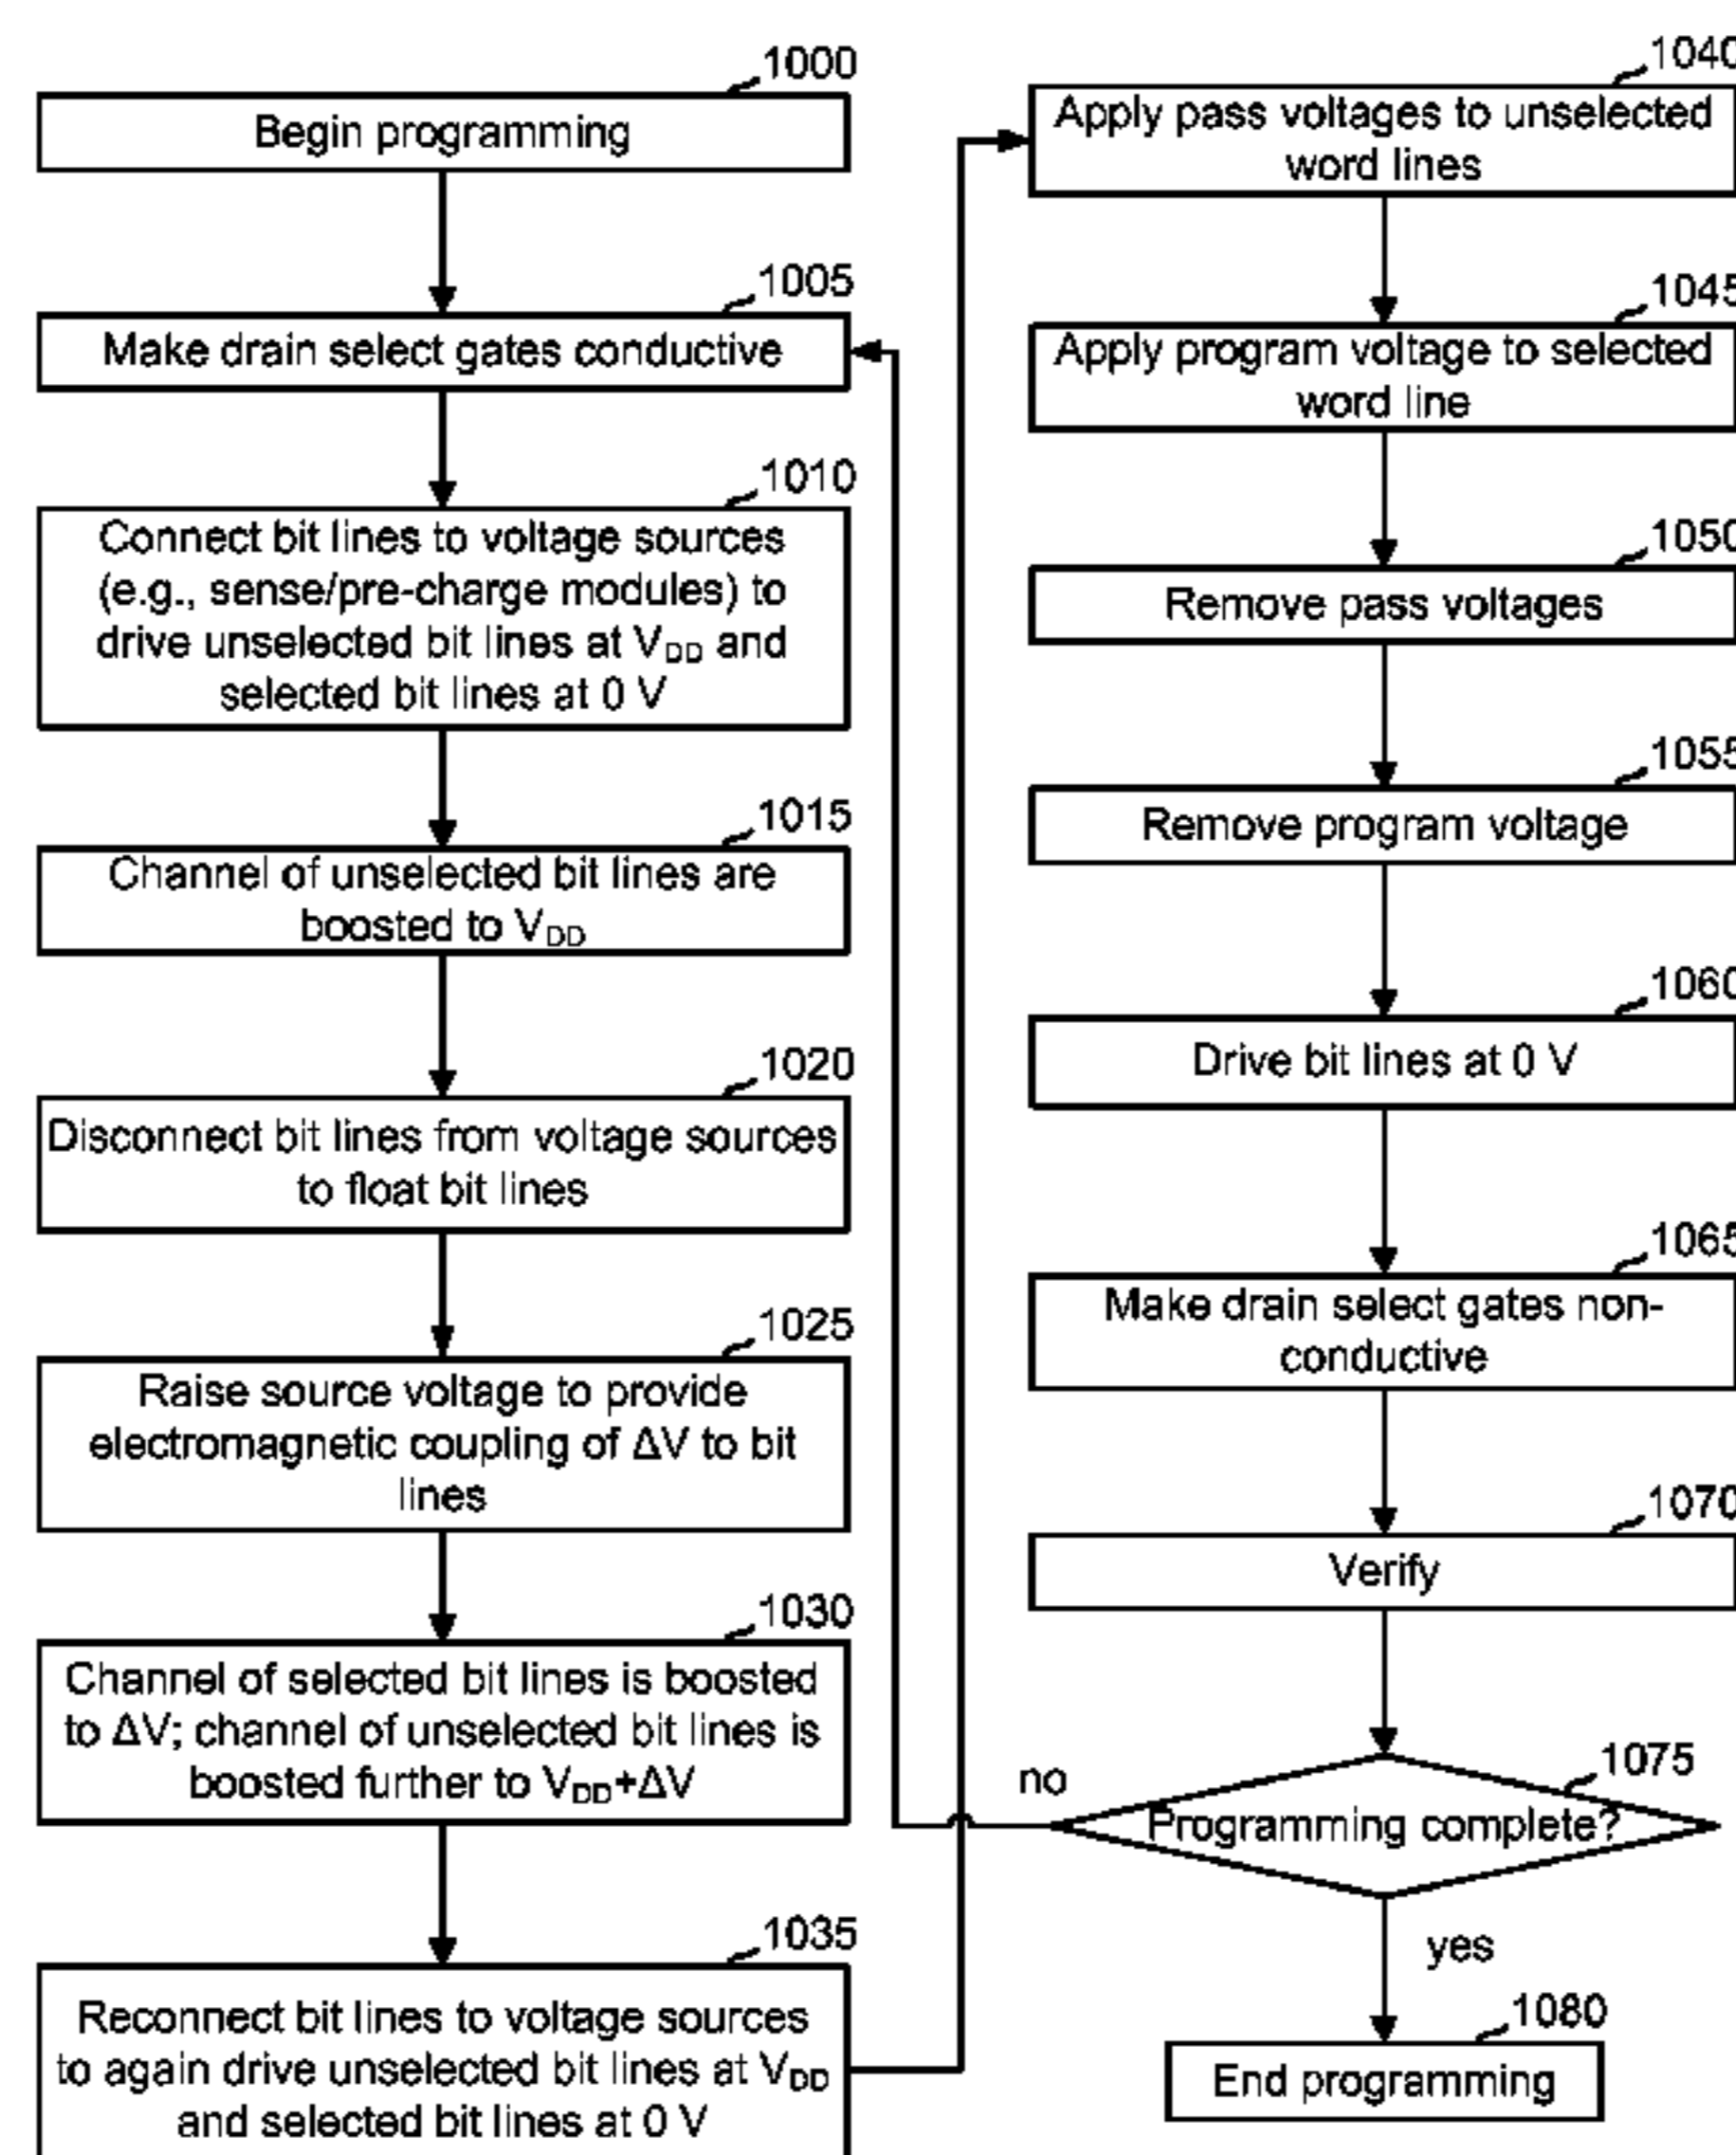 1000
Begin programming
1005
Make drain select gates conductive
1010
Connect bit lines to voltage sources
(e.g., sense/pre-charge modules) to
drive unselected bit lines at VDD and
selected bit lines at 0 V
1015
Channel of unselected bit lines are
boosted to VDD
1020
Disconnect bit lines from voltage sources
to float bit lines
1025
Raise source voltage to provide
electromagnetic coupling of ΔV to bit
lines
1030
Channel of selected bit lines is boosted
to ΔV; channel of unselected bit lines is
boosted further to VDD+ΔV
1035
Reconnect bit lines to voltage sources
to again drive unselected bit lines at VDD
and selected bit lines at 0 V
1040
Apply pass voltages to unselected
word lines
1045
Apply program voltage to selected
word line
1050
Remove pass voltages
1055
Remove program voltage
1060
Drive bit lines at 0 V
1065
Make drain select gates non-
conductive
1070
Verify
1075
Programming complete?
no
yes
1080
End programming